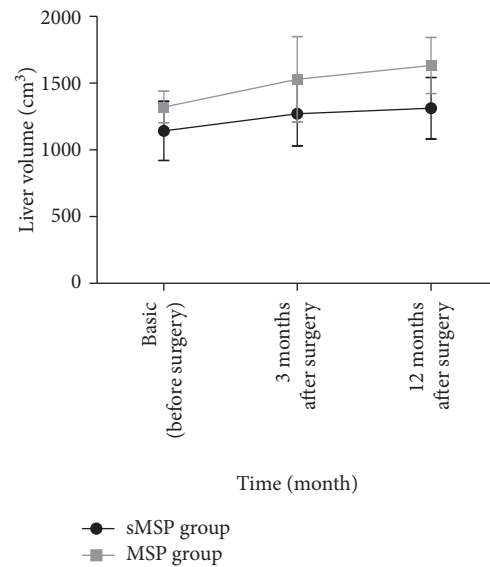 Liver volume (cm³)
2000
1500
1000
500
0
Basic
(before surgery)
3 months
after surgery
12 months
after surgery
Time (month)
sMSP group
MSP group